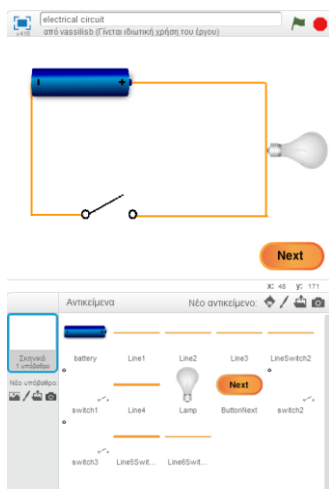 electrical circuit
από vassilisb (Γίνεται ιδιωτική χρήση του έργου)
v418
- +
Next
x: 48 y: 171
Αντικείμενα Νέο αντικείμενο:
Σκηνικό
1 υπόβαθρο
Νέο υπόβαθρο:
battery Line1 Line2 Line3 LineSwitch2
Next
switch1 Line4 Lamp ButtonNext switch2
switch3 Line5Swit... Line6Swit...